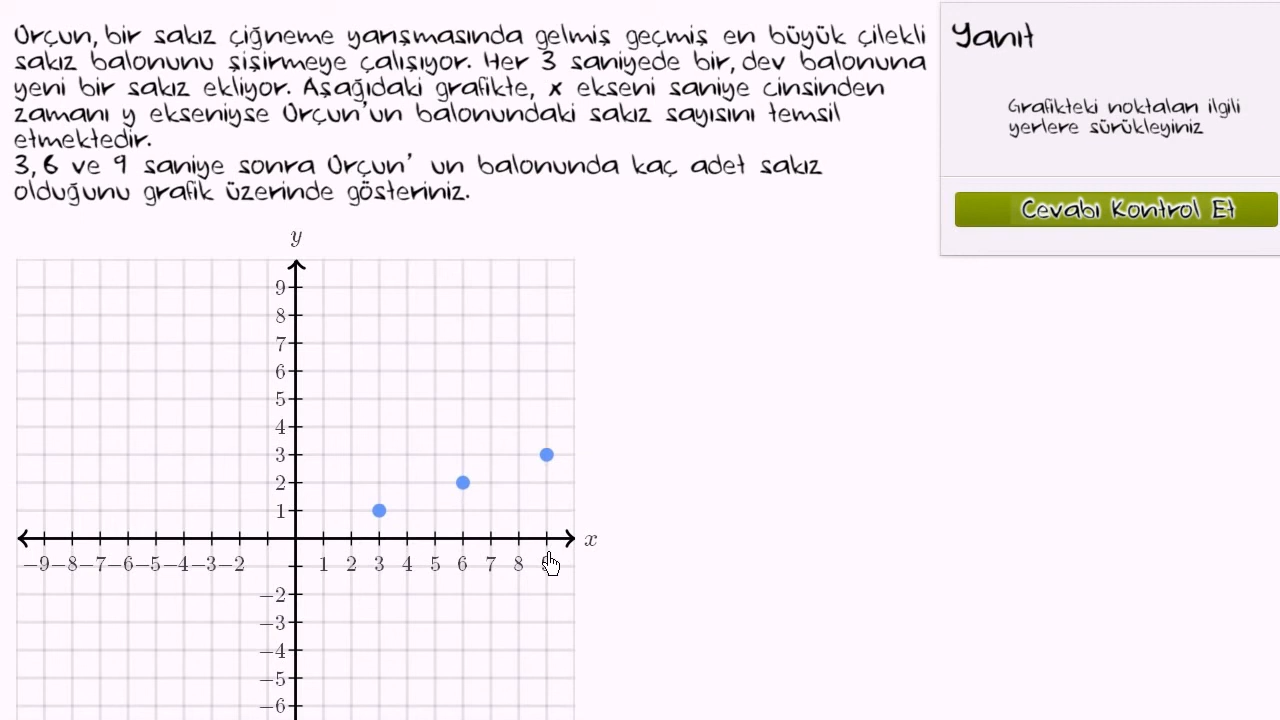 Urçun, bir sakız çiğneme yarışmasında gelmiş geçmiş en büyük çilekli
sakız balonunu şişirmeye çalışıyor. Her 3 saniyede bir, dev balonuna
yeni bir sakız ekliyor. Aşağıdaki grafikte, x ekseni saniye cinsinden
zamanı y ekseniyse Urçun'un balonundaki sakız sayısını temsil
etmektedir.
3, 6 ve 9 saniye sonra Urçun' un balonunda kaç adet sakız
olduğunu grafik üzerinde gösteriniz.
Yanıt
Grafikteki noktaları ilgili
yerlere sürükleyiniz
Cevabı Kontrol Et
y
9
8
7
6
5
4
3
2
1
x
-9 -8 -7 -6 -5 -4 -3 -2 1 2 3 4 5 6 7 8
-2
-3
-4
-5
-6